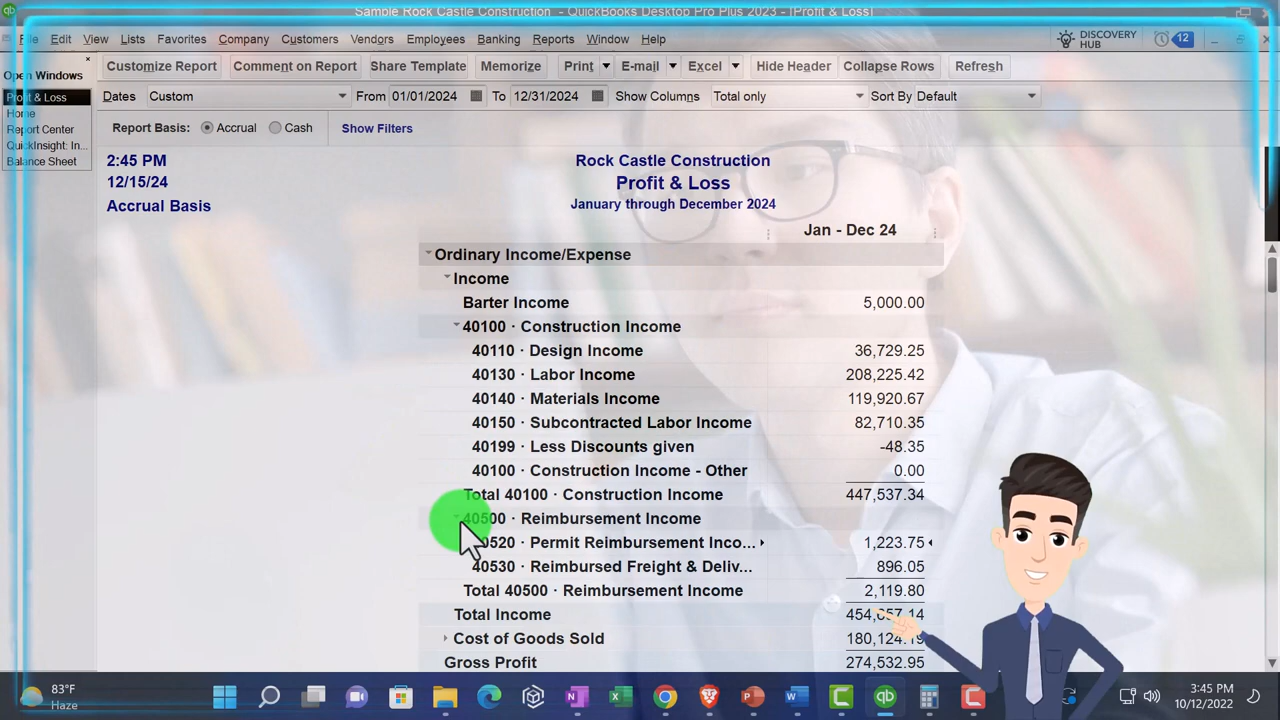 Sample Rock Castle Construction - QuickBooks Desktop Pro Plus 2023 - [Profit & Loss]
File Edit View Lists Favorites Company Customers Vendors Employees Banking Reports Window Help
DISCOVERY HUB 12
Open Windows
Profit & Loss
Home
Report Center
QuickInsight: In...
Balance Sheet
Customize Report Comment on Report Share Template Memorize Print E-mail Excel Hide Header Collapse Rows Refresh
Dates Custom From 01/01/2024 To 12/31/2024 Show Columns Total only Sort By Default
Report Basis: Accrual Cash Show Filters
2:45 PM
12/15/24
Accrual Basis
Rock Castle Construction
Profit & Loss
January through December 2024
Jan - Dec 24
Ordinary Income/Expense
Income
Barter Income 5,000.00
40100 · Construction Income
40110 · Design Income 36,729.25
40130 · Labor Income 208,225.42
40140 · Materials Income 119,920.67
40150 · Subcontracted Labor Income 82,710.35
40199 · Less Discounts given -48.35
40100 · Construction Income - Other 0.00
Total 40100 · Construction Income 447,537.34
40500 · Reimbursement Income
40520 · Permit Reimbursement Inco... 1,223.75
40530 · Reimbursed Freight & Deliv... 896.05
Total 40500 · Reimbursement Income 2,119.80
Total Income 454,657.14
Cost of Goods Sold 180,124.19
Gross Profit 274,532.95
83°F
Haze
3:45 PM
10/12/2022